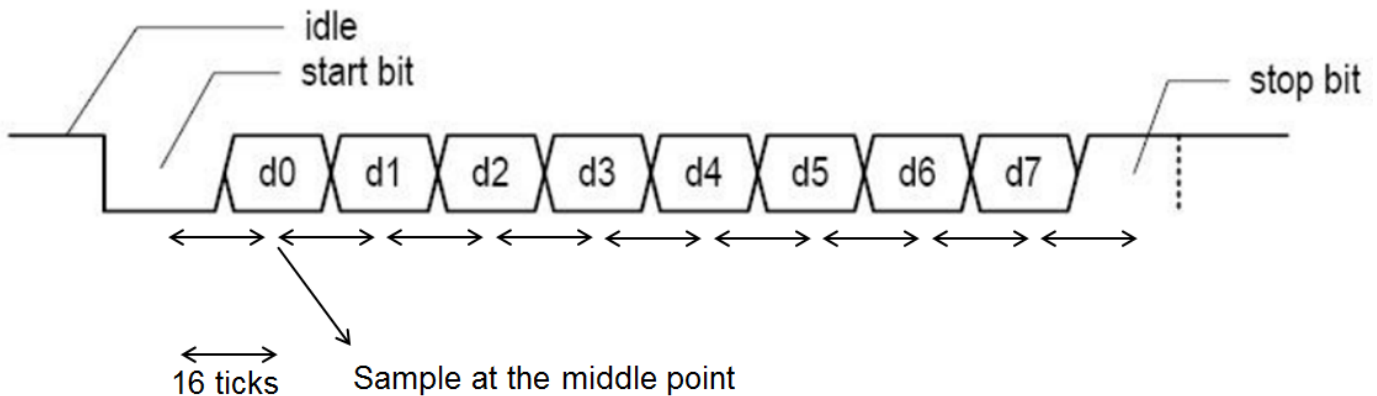 idle
start bit
stop bit
d0 d1 d2 d3 d4 d5 d6 d7
16 ticks
Sample at the middle point